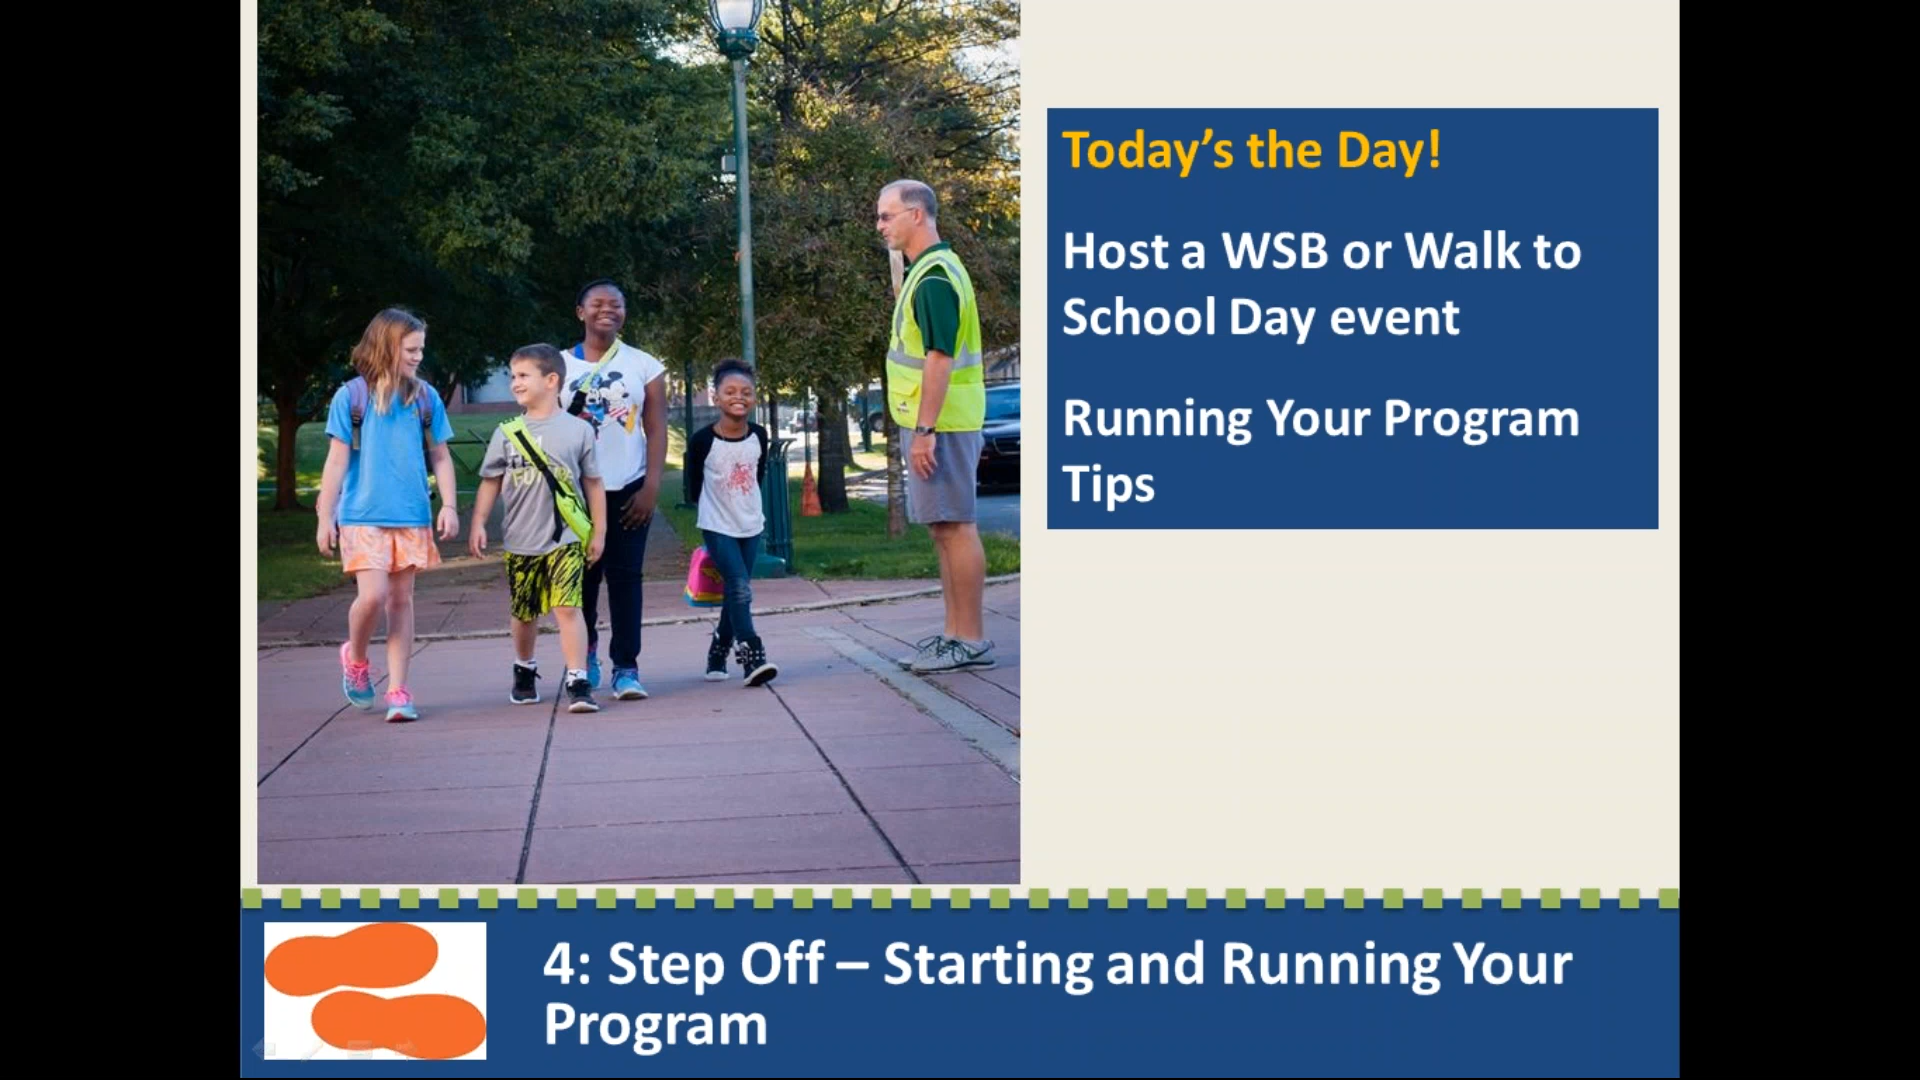 Today's the Day!
Host a WSB or Walk to
School Day event
Running Your Program
Tips
4: Step Off – Starting and Running Your
Program